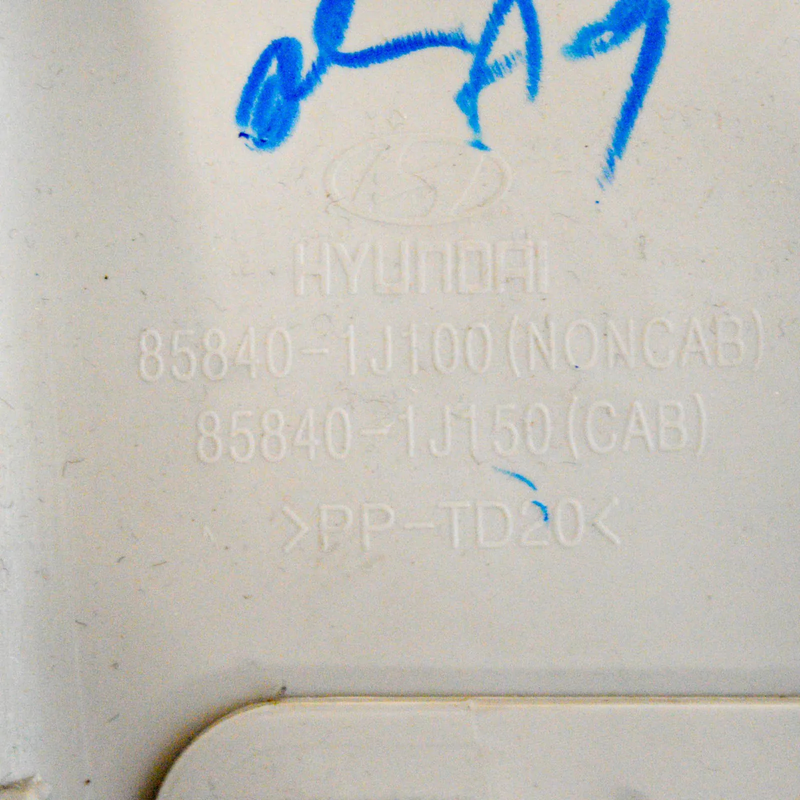 HYUNDAI
85840-1J100(NONCAB)
85840-1J150(CAB)
>PP-TD20<